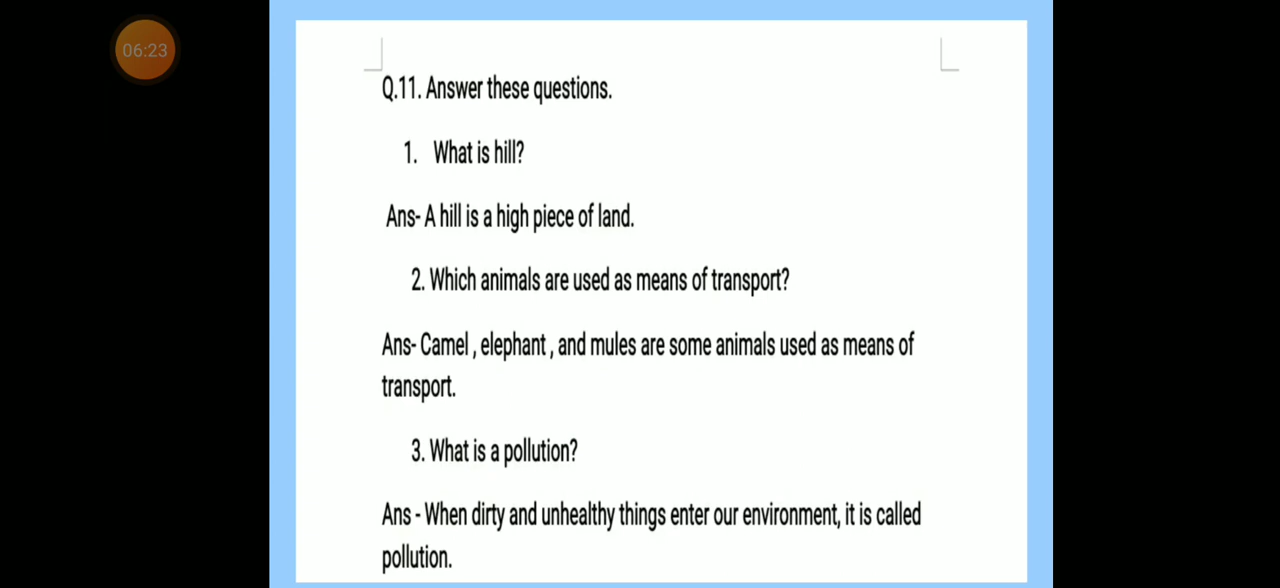 06:23
Q.11. Answer these questions.
1. What is hill?
Ans- A hill is a high piece of land.
2. Which animals are used as means of transport?
Ans- Camel , elephant , and mules are some animals used as means of
transport.
3. What is a pollution?
Ans - When dirty and unhealthy things enter our environment, it is called
pollution.